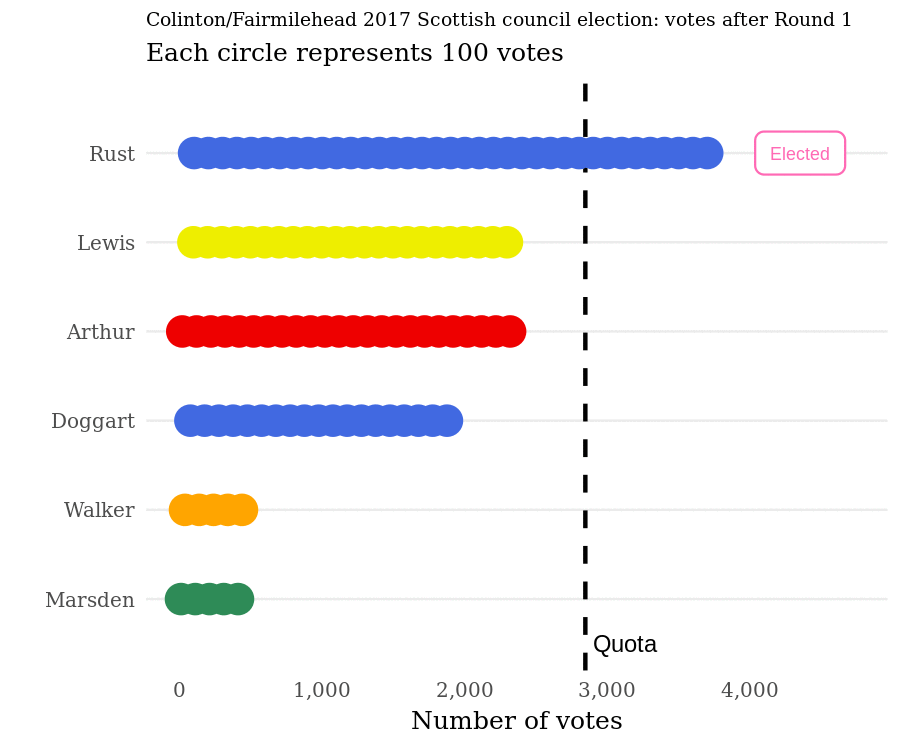 Colinton/Fairmilehead 2017 Scottish council election: votes after Round 1
Each circle represents 100 votes
Rust
Elected
Lewis
Arthur
Doggart
Walker
Marsden
Quota
0 1,000 2,000 3,000 4,000
Number of votes